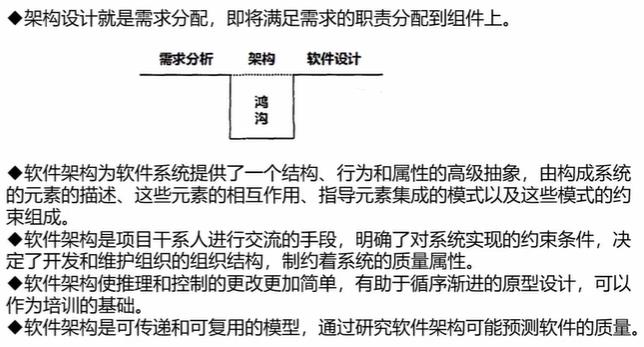 ◆架构设计就是需求分配，即将满足需求的职责分配到组件上。
需求分析 架构 软件设计
鸿
沟
◆软件架构为软件系统提供了一个结构、行为和属性的高级抽象，由构成系统
的元素的描述、这些元素的相互作用、指导元素集成的模式以及这些模式的约
束组成。
◆软件架构是项目干系人进行交流的手段，明确了对系统实现的约束条件，决
定了开发和维护组织的组织结构，制约着系统的质量属性。
◆软件架构使推理和控制的更改更加简单，有助于循序渐进的原型设计，可以
作为培训的基础。
◆软件架构是可传递和可复用的模型，通过研究软件架构可能预测软件的质量。